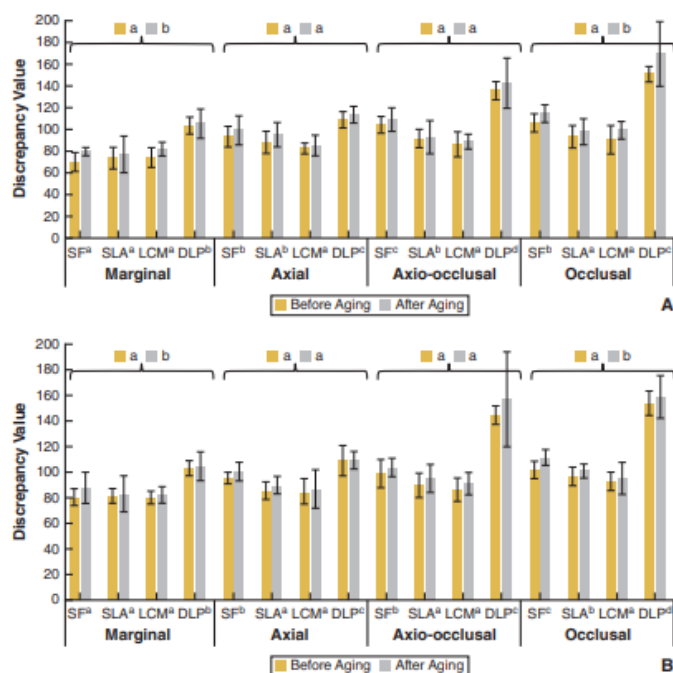 200
180
160
140
120
100
80
60
40
20
0
Discrepancy Value
a b a a a a a b
SFᵃ SLAᵃ LCMᵃ DLPᵇ SFᵇ SLAᵇ LCMᵃ DLPᶜ SFᶜ SLAᵇ LCMᵃ DLPᵈ SFᵇ SLAᵃ LCMᵃ DLPᶜ
Marginal Axial Axio-occlusal Occlusal
Before Aging After Aging
A
200
180
160
140
120
100
80
60
40
20
0
Discrepancy Value
a b a a a a a b
SFᵃ SLAᵃ LCMᵃ DLPᵇ SFᵇ SLAᵃ LCMᵃ DLPᶜ SFᵇ SLAᵃ LCMᵃ DLPᶜ SFᶜ SLAᵇ LCMᵃ DLPᵈ
Marginal Axial Axio-occlusal Occlusal
Before Aging After Aging
B